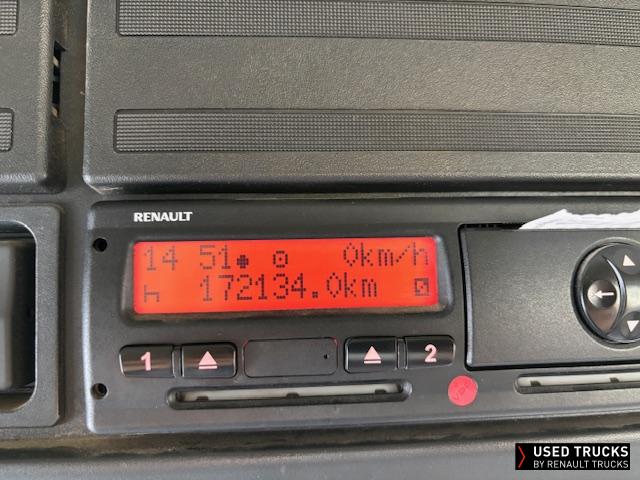 RENAULT
14 51 0km/h
h 172134.0km
1 2
USED TRUCKS
BY RENAULT TRUCKS